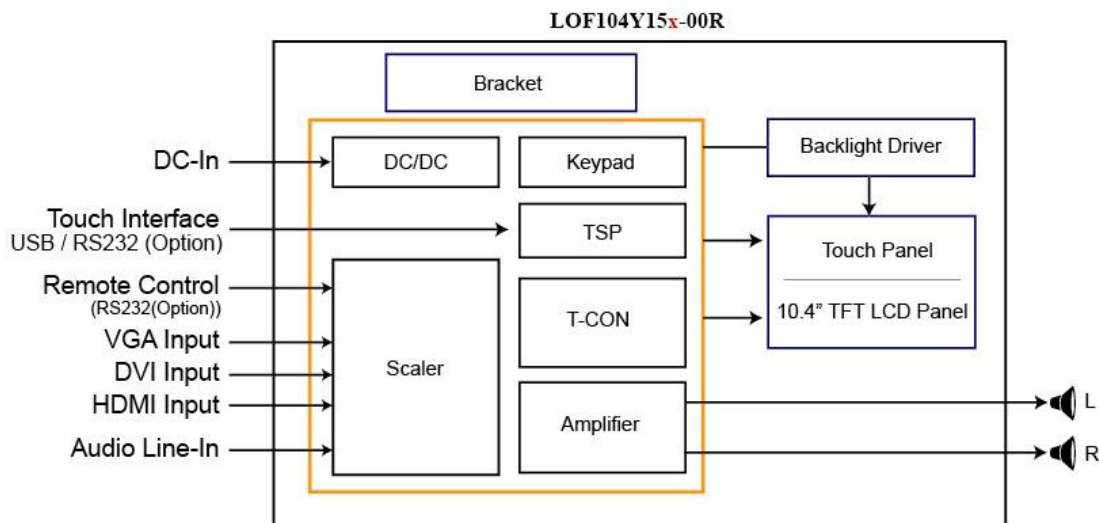 LOF104Y15x-00R
Bracket
DC-In
DC/DC
Keypad
Backlight Driver
Touch Interface
USB / RS232 (Option)
TSP
Touch Panel
10.4” TFT LCD Panel
Remote Control
(RS232(Option))
VGA Input
DVI Input
HDMI Input
Audio Line-In
Scaler
T-CON
Amplifier
L
R